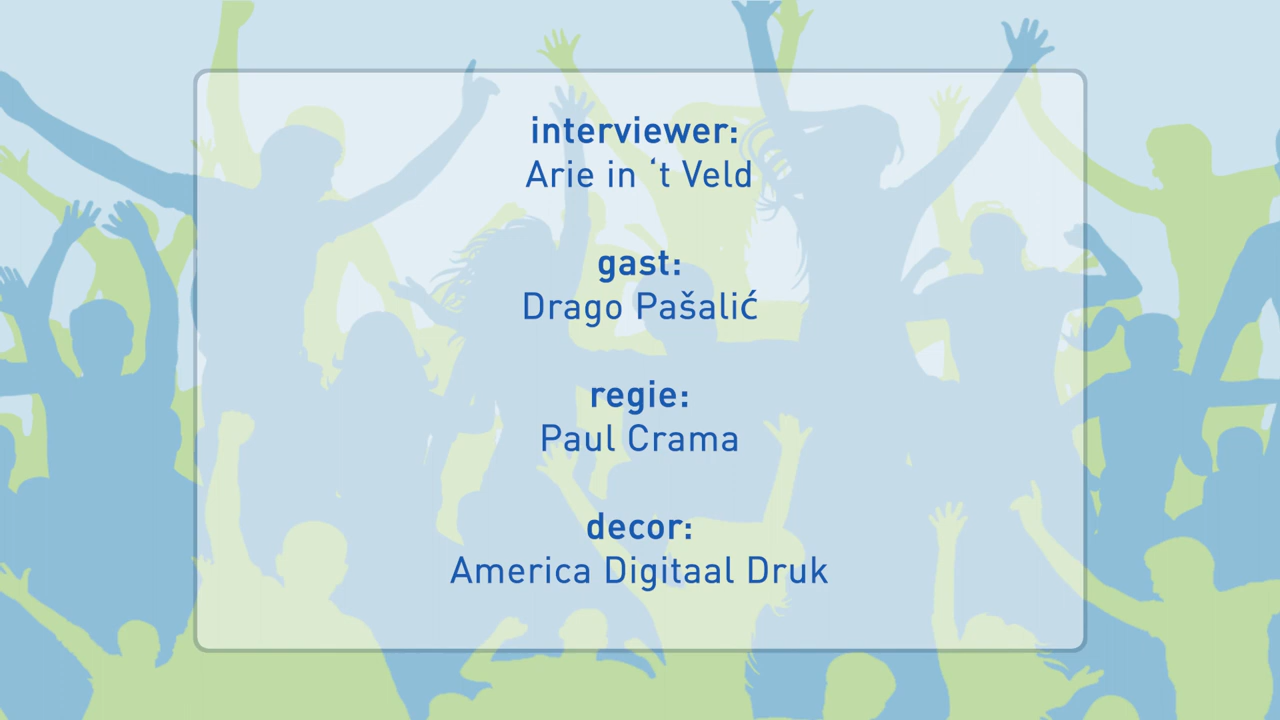 interviewer:
Arie in ‘t Veld
gast:
Drago Pašalić
regie:
Paul Crama
decor:
America Digitaal Druk